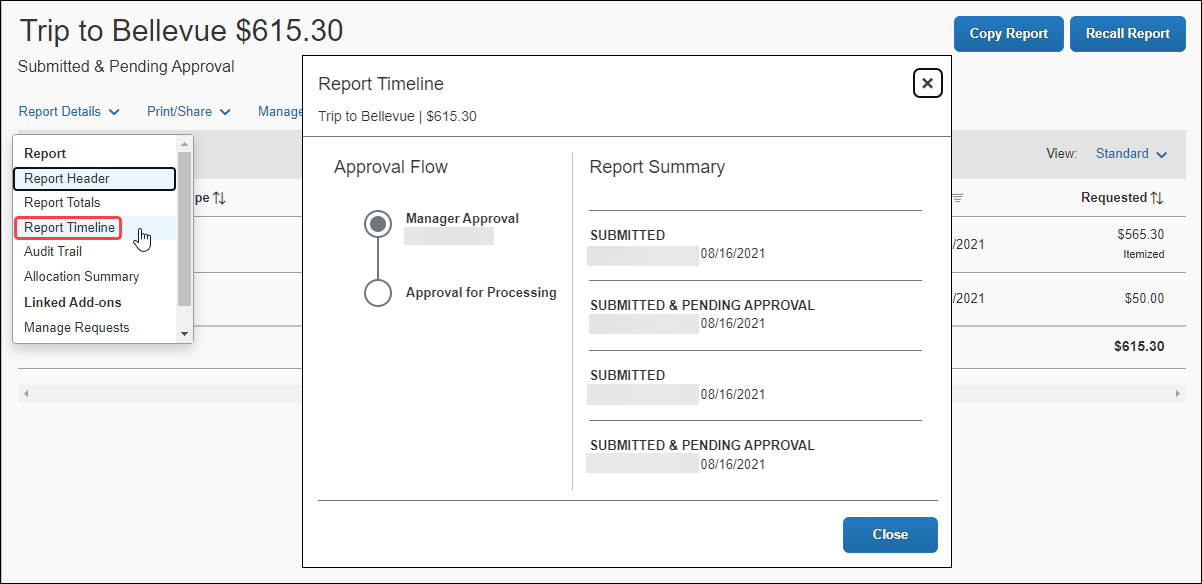 Trip to Bellevue $615.30
Copy Report
Recall Report
Submitted & Pending Approval
Report Details
Print/Share
Manage
View: Standard
Requested
$565.30
Itemized
/2021
$50.00
/2021
$615.30
Report
Report Header
Report Totals
Report Timeline
Audit Trail
Allocation Summary
Linked Add-ons
Manage Requests
pe
Report Timeline
Trip to Bellevue | $615.30
Approval Flow
Manager Approval
Approval for Processing
Report Summary
SUBMITTED
08/16/2021
SUBMITTED & PENDING APPROVAL
08/16/2021
SUBMITTED
08/16/2021
SUBMITTED & PENDING APPROVAL
08/16/2021
Close